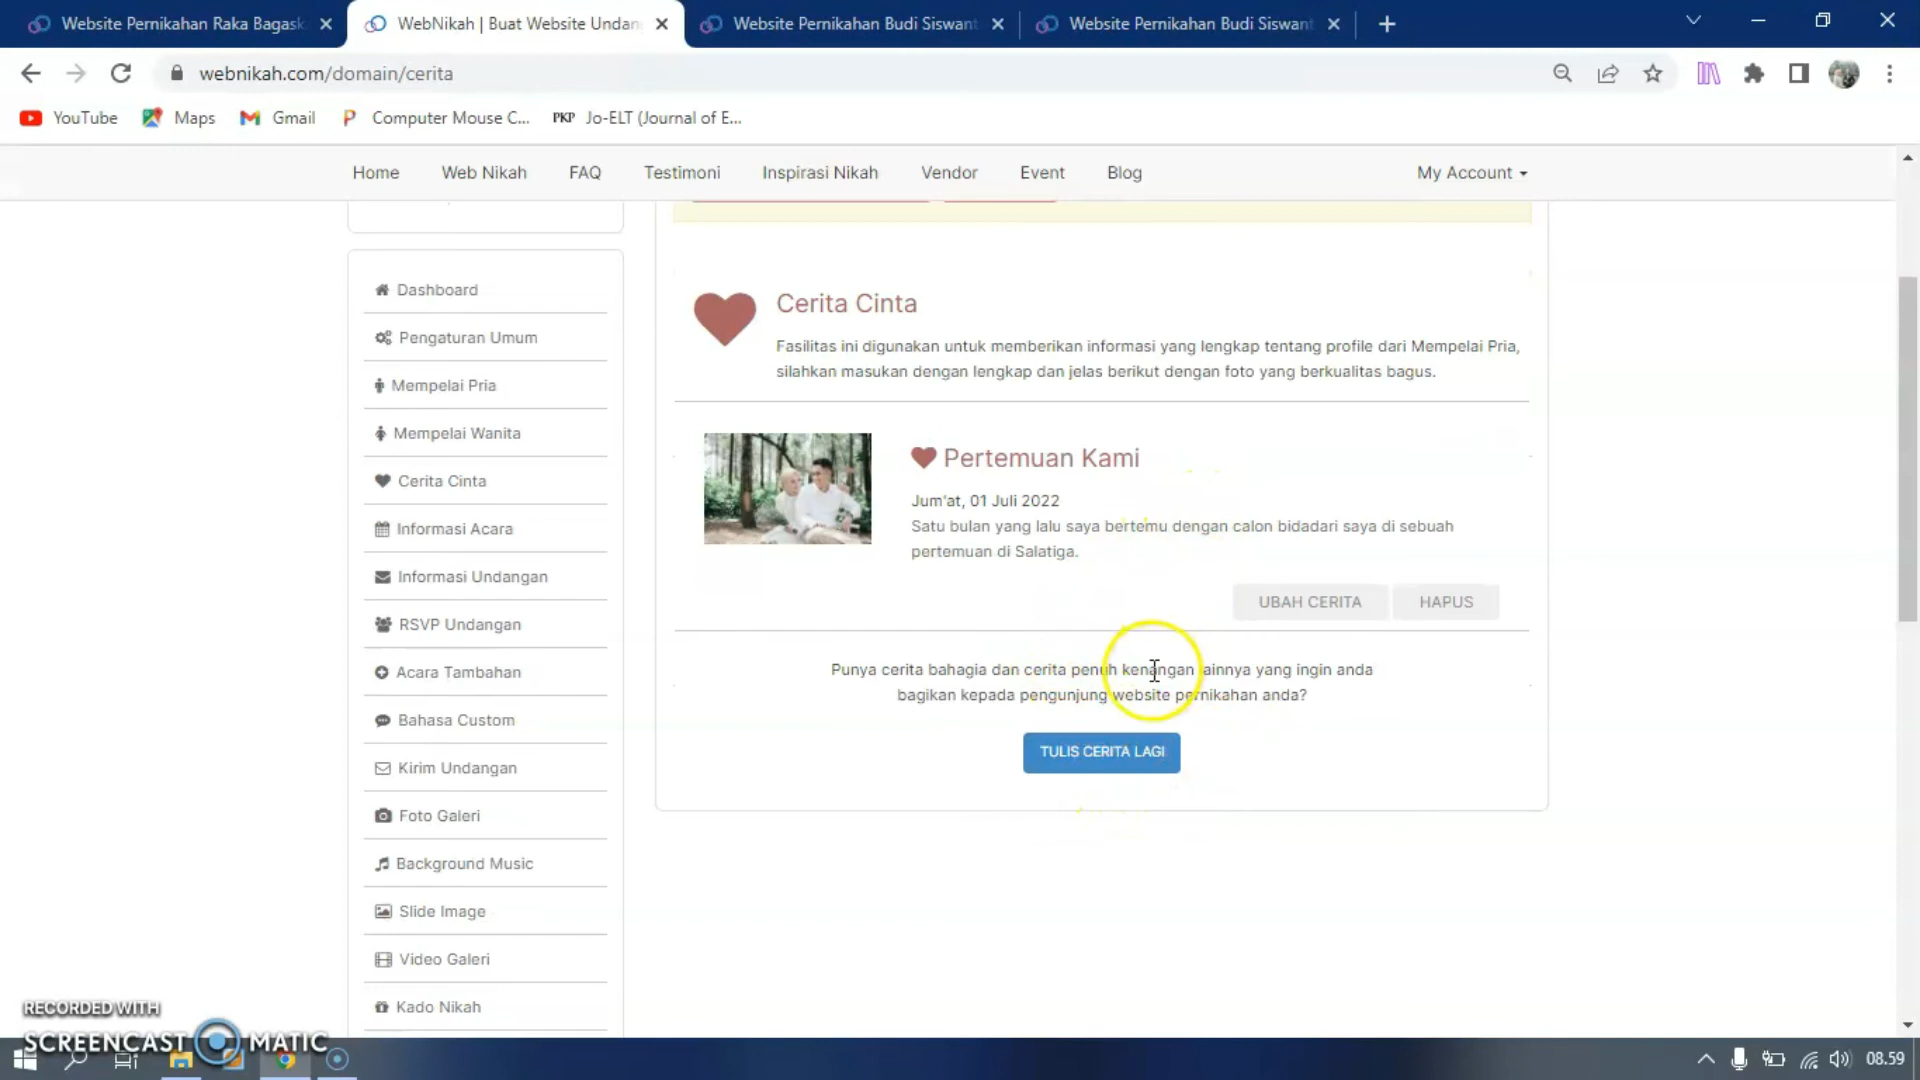 Website Pernikahan Raka Bagask
WebNikah | Buat Website Undan
Website Pernikahan Budi Siswant
Website Pernikahan Budi Siswant
webnikah.com/domain/cerita
YouTube
Maps
Gmail
Computer Mouse C...
PKP Jo-ELT (Journal of E...
Home
Web Nikah
FAQ
Testimoni
Inspirasi Nikah
Vendor
Event
Blog
My Account
Dashboard
Pengaturan Umum
Mempelai Pria
Mempelai Wanita
Cerita Cinta
Informasi Acara
Informasi Undangan
RSVP Undangan
Acara Tambahan
Bahasa Custom
Kirim Undangan
Foto Galeri
Background Music
Slide Image
Video Galeri
Kado Nikah
Cerita Cinta
Fasilitas ini digunakan untuk memberikan informasi yang lengkap tentang profile dari Mempelai Pria,
silahkan masukan dengan lengkap dan jelas berikut dengan foto yang berkualitas bagus.
Pertemuan Kami
Jum'at, 01 Juli 2022
Satu bulan yang lalu saya bertemu dengan calon bidadari saya di sebuah
pertemuan di Salatiga.
UBAH CERITA
HAPUS
Punya cerita bahagia dan cerita penuh kenangan lainnya yang ingin anda
bagikan kepada pengunjung website pernikahan anda?
TULIS CERITA LAGI
RECORDED WITH
SCREENCAST MATIC
08.59